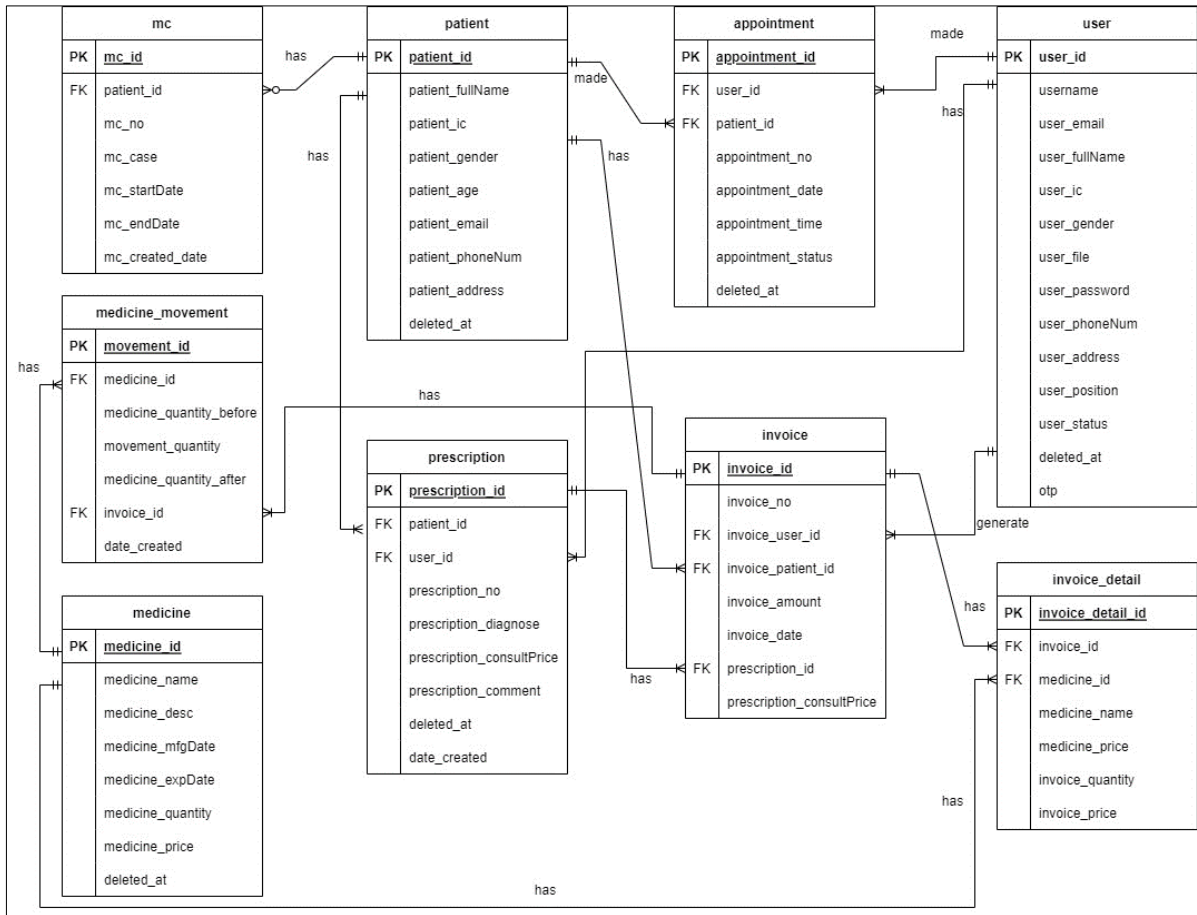 mc
PK mc_id
FK patient_id
mc_no
mc_case
mc_startDate
mc_endDate
mc_created_date
has
patient
PK patient_id
patient_fullName
patient_ic
patient_gender
patient_age
patient_email
patient_phoneNum
patient_address
deleted_at
made
has
has
appointment
PK appointment_id
FK user_id
FK patient_id
appointment_no
appointment_date
appointment_time
appointment_status
deleted_at
made
has
user
PK user_id
username
user_email
user_fullName
user_ic
user_gender
user_file
user_password
user_phoneNum
user_address
user_position
user_status
deleted_at
otp
generate
medicine_movement
PK movement_id
FK medicine_id
medicine_quantity_before
movement_quantity
medicine_quantity_after
FK invoice_id
date_created
has
has
prescription
PK prescription_id
FK patient_id
FK user_id
prescription_no
prescription_diagnose
prescription_consultPrice
prescription_comment
deleted_at
date_created
has
invoice
PK invoice_id
invoice_no
FK invoice_user_id
FK invoice_patient_id
invoice_amount
invoice_date
FK prescription_id
prescription_consultPrice
has
invoice_detail
PK invoice_detail_id
FK invoice_id
FK medicine_id
medicine_name
medicine_price
invoice_quantity
invoice_price
has
medicine
PK medicine_id
medicine_name
medicine_desc
medicine_mfgDate
medicine_expDate
medicine_quantity
medicine_price
deleted_at
has